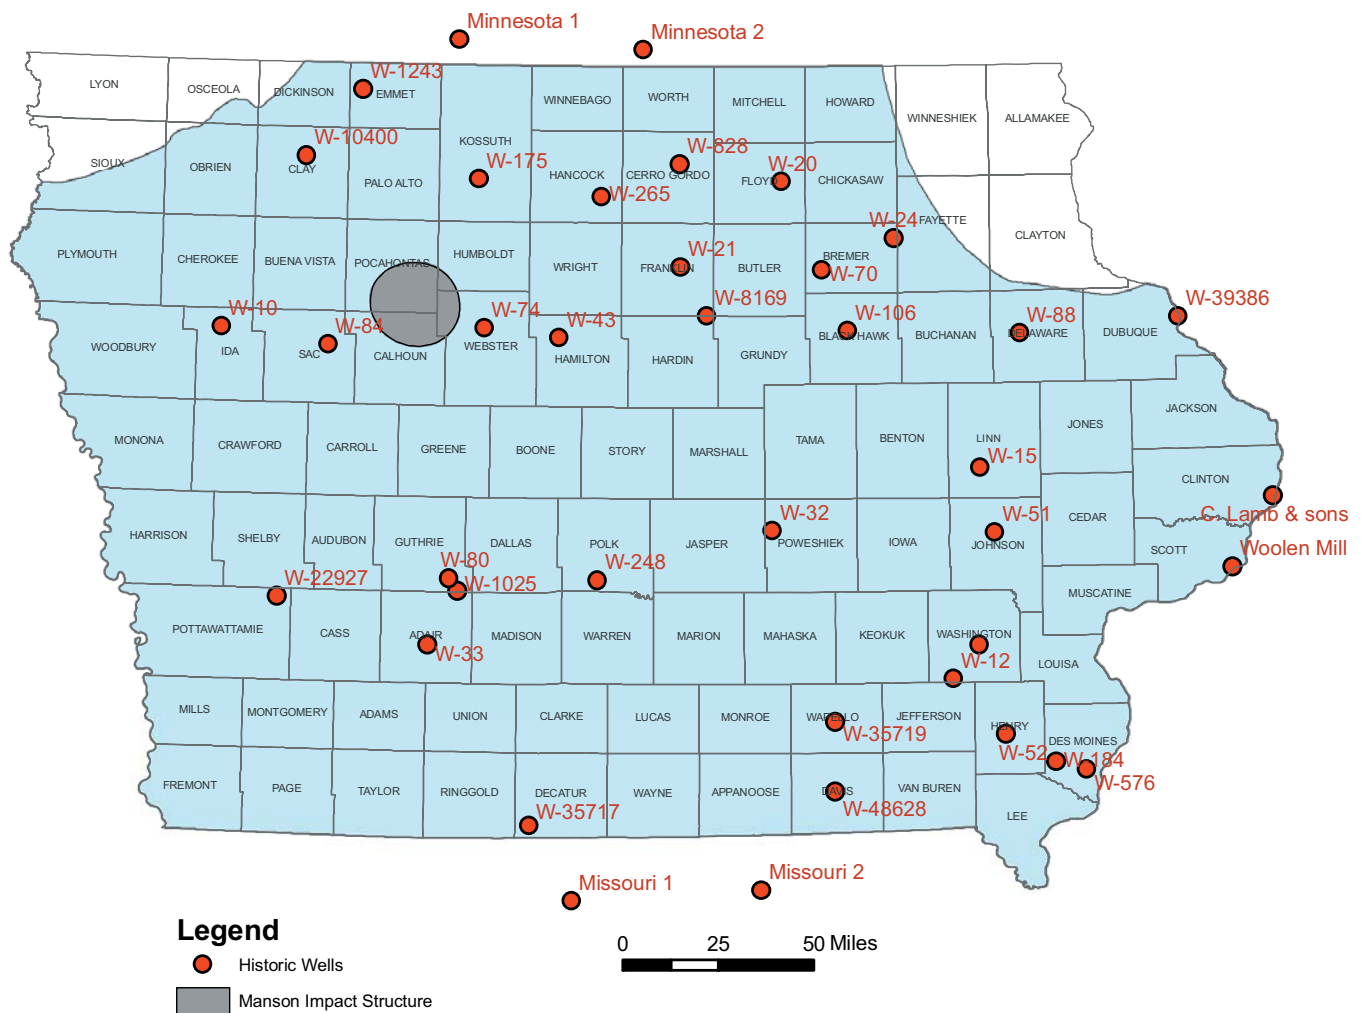 Minnesota 1
Minnesota 2
W-1243
LYON
OSCEOLA
DICKINSON
EMMET
WINNEBAGO
WORTH
MITCHELL
HOWARD
WINNESHIEK
ALLAMAKEE
W-10400
KOSSUTH
W-828
W-20
SIOUX
OBRIEN
CLAY
PALO ALTO
W-175
HANCOCK
CERRO GORDO
FLOYD
CHICKASAW
W-265
W-24
FAYETTE
CLAYTON
PLYMOUTH
CHEROKEE
BUENA VISTA
POCAHONTAS
HUMBOLDT
WRIGHT
W-21
FRANKLIN
BUTLER
BREMER
W-70
W-10
W-84
W-74
W-43
W-8169
W-106
W-88
W-39386
WOODBURY
IDA
SAC
CALHOUN
WEBSTER
HAMILTON
HARDIN
GRUNDY
BLACK HAWK
BUCHANAN
DELAWARE
DUBUQUE
MONONA
CRAWFORD
CARROLL
GREENE
BOONE
STORY
MARSHALL
TAMA
BENTON
LINN
JONES
JACKSON
W-15
CLINTON
HARRISON
SHELBY
AUDUBON
GUTHRIE
DALLAS
POLK
JASPER
W-32
POWESHIEK
IOWA
W-51
JOHNSON
CEDAR
C. Lamb & sons
SCOTT
Woolen Mill
W-80
W-1025
W-248
W-22927
MUSCATINE
POTTAWATTAMIE
CASS
ADAIR
W-33
MADISON
WARREN
MARION
MAHASKA
KEOKUK
WASHINGTON
W-12
LOUISA
MILLS
MONTGOMERY
ADAMS
UNION
CLARKE
LUCAS
MONROE
WAPELLO
W-35719
JEFFERSON
HENRY
W-52
DES MOINES
W-184
W-576
FREMONT
PAGE
TAYLOR
RINGGOLD
DECATUR
W-35717
WAYNE
APPANOOSE
DAVIS
W-48628
VAN BUREN
LEE
Missouri 1
Missouri 2
Legend
Historic Wells
Manson Impact Structure
0 25 50 Miles